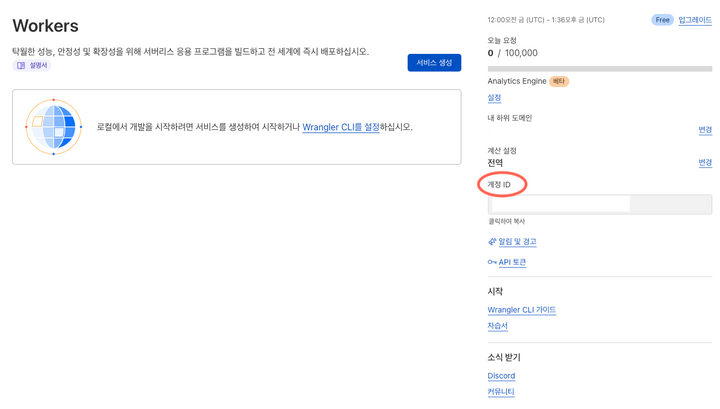 Workers
탁월한 성능, 안정성 및 확장성을 위해 서버리스 응용 프로그램을 빌드하고 전 세계에 즉시 배포하십시오.
설명서
서비스 생성
로컬에서 개발을 시작하려면 서비스를 생성하여 시작하거나 Wrangler CLI를 설정하십시오.
12:00오전 금 (UTC) - 1:36오후 금 (UTC)
Free 업그레이드
오늘 요청
0 / 100,000
Analytics Engine 베타
설정
내 하위 도메인
변경
계산 설정
전역 변경
계정 ID
클릭하여 복사
알림 및 경고
API 토큰
시작
Wrangler CLI 가이드
자습서
소식 받기
Discord
커뮤니티